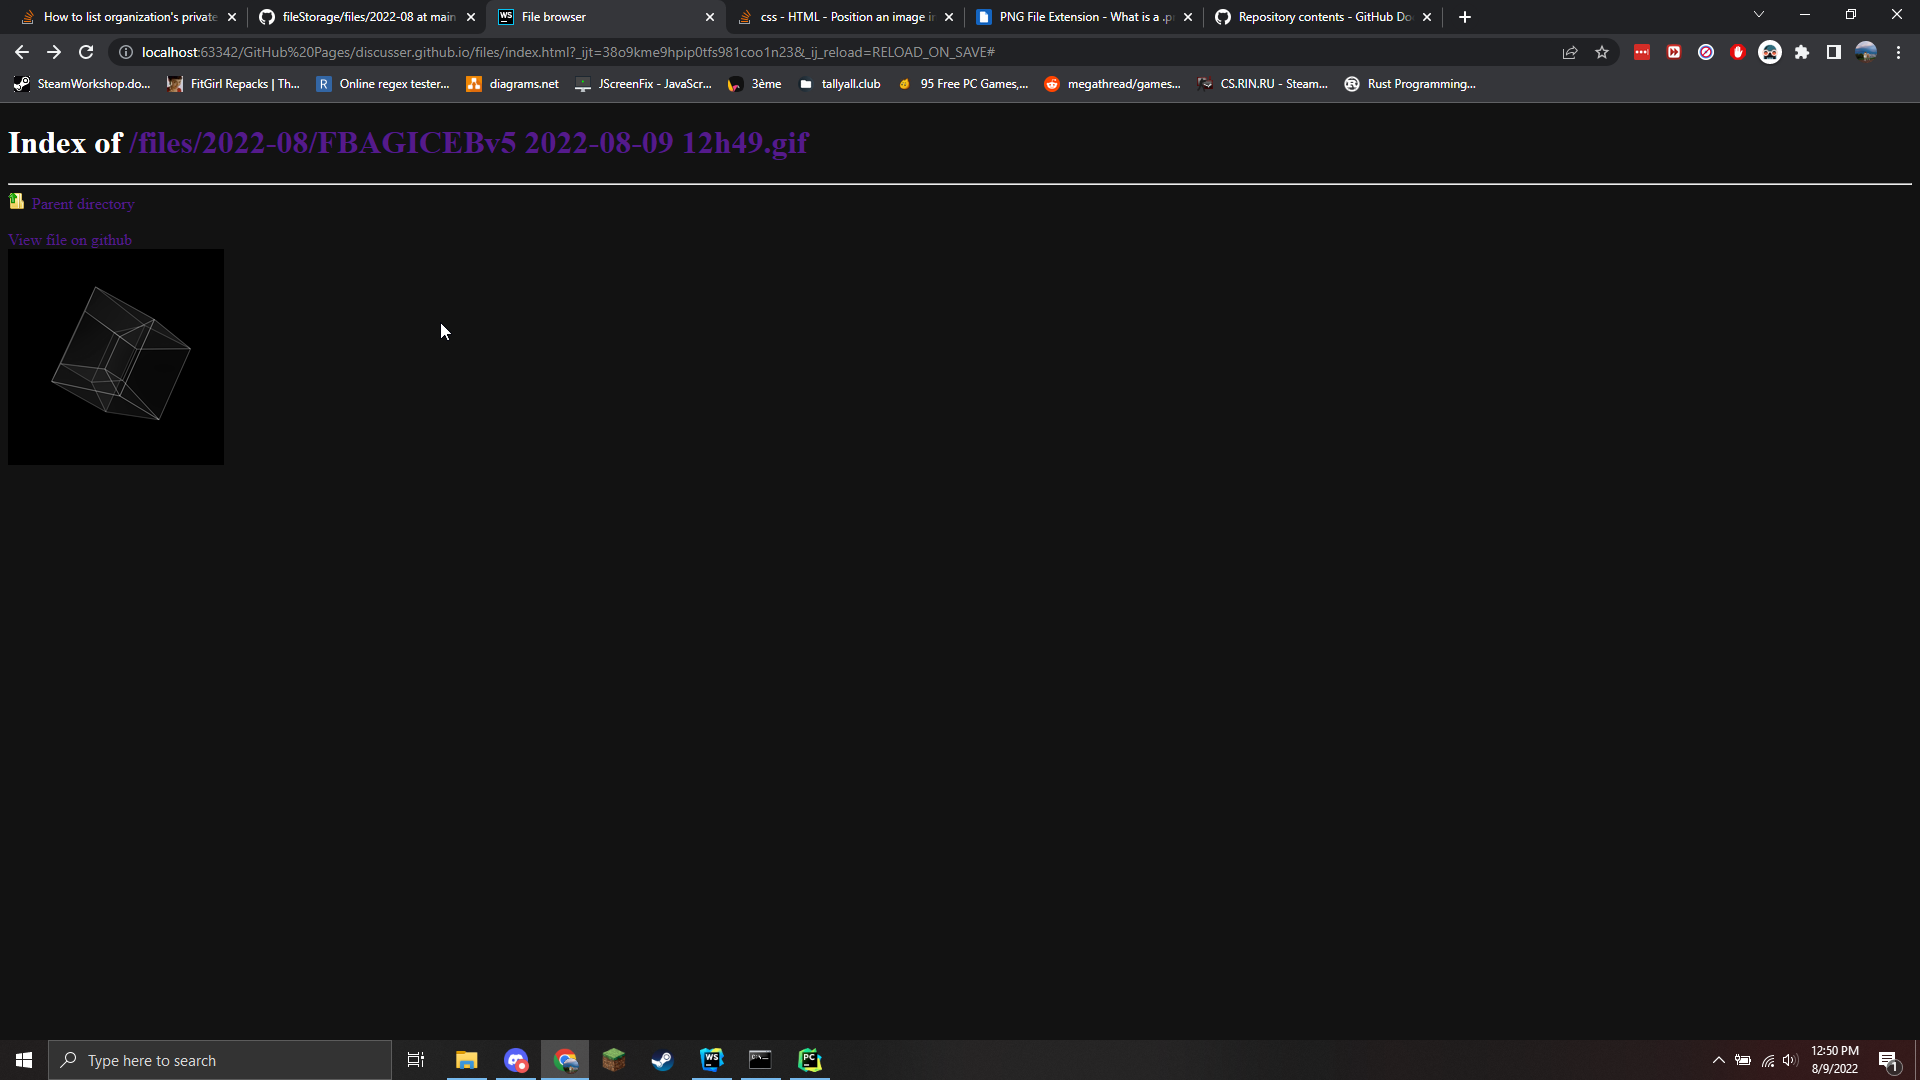 How to list organization's private
fileStorage/files/2022-08 at main
WS File browser
css - HTML - Position an image i
PNG File Extension - What is a .p
Repository contents - GitHub Do
localhost:63342/GitHub%20Pages/discusser.github.io/files/index.html?_ijt=38o9kme9hpip0tfs981coo1n23&_ij_reload=RELOAD_ON_SAVE#
SteamWorkshop.do...
FitGirl Repacks | Th...
R Online regex tester...
diagrams.net
JScreenFix - JavaScr...
3ème
tallyall.club
95 Free PC Games,...
megathread/games...
CS.RIN.RU - Steam...
Rust Programming...
Index of /files/2022-08/FBAGICEBv5 2022-08-09 12h49.gif
Parent directory
View file on github
Type here to search
WS
PC
12:50 PM
8/9/2022
1